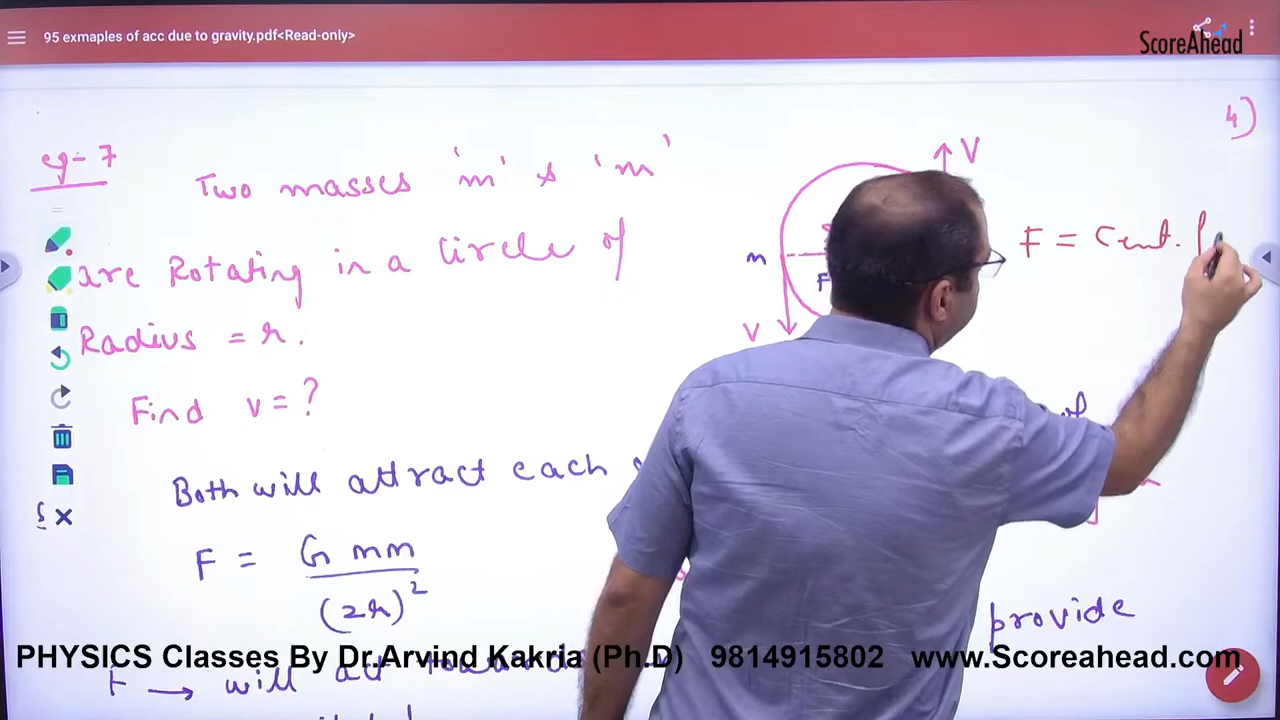 95 exmaples of acc due to gravity.pdf<Read-only>
ScoreAhead
4)
eg-7
Two masses 'm' & 'm'
are Rotating in a Circle of
Radius = r.
Find v = ?
V
m
F
V
F = Cent. f
Both will attract each
F = G mm
(2r)²
of
provide
F → will act towards
PHYSICS Classes By Dr.Arvind Kakria (Ph.D) 9814915802 www.Scoreahead.com